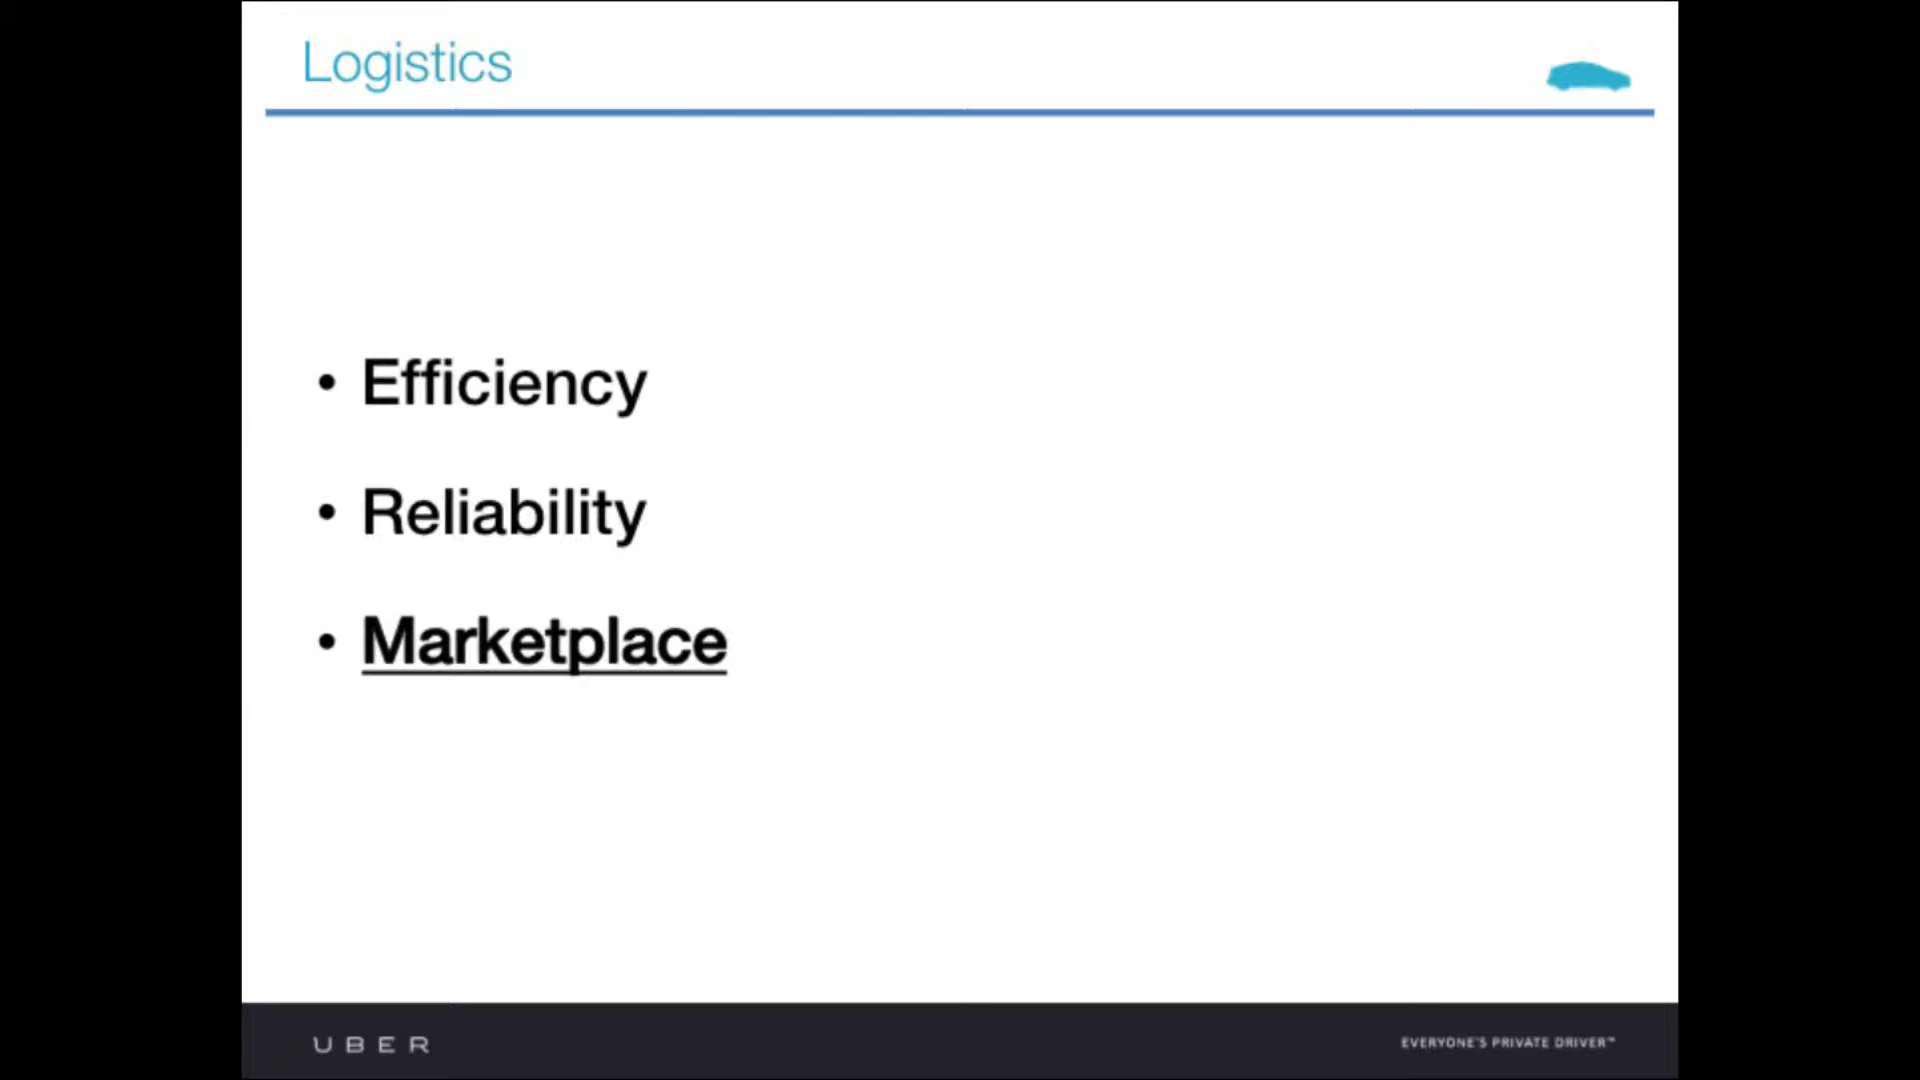 Logistics
• Efficiency
• Reliability
• Marketplace
UBER
EVERYONE'S PRIVATE DRIVER™